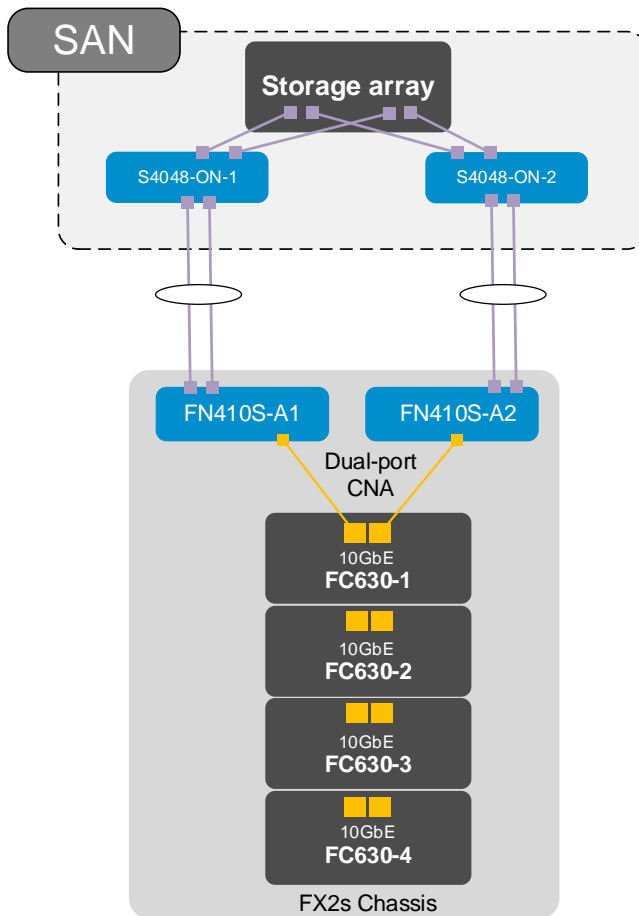 SAN
Storage array
S4048-ON-1
S4048-ON-2
FN410S-A1
FN410S-A2
Dual-port
CNA
10GbE
FC630-1
10GbE
FC630-2
10GbE
FC630-3
10GbE
FC630-4
FX2s Chassis